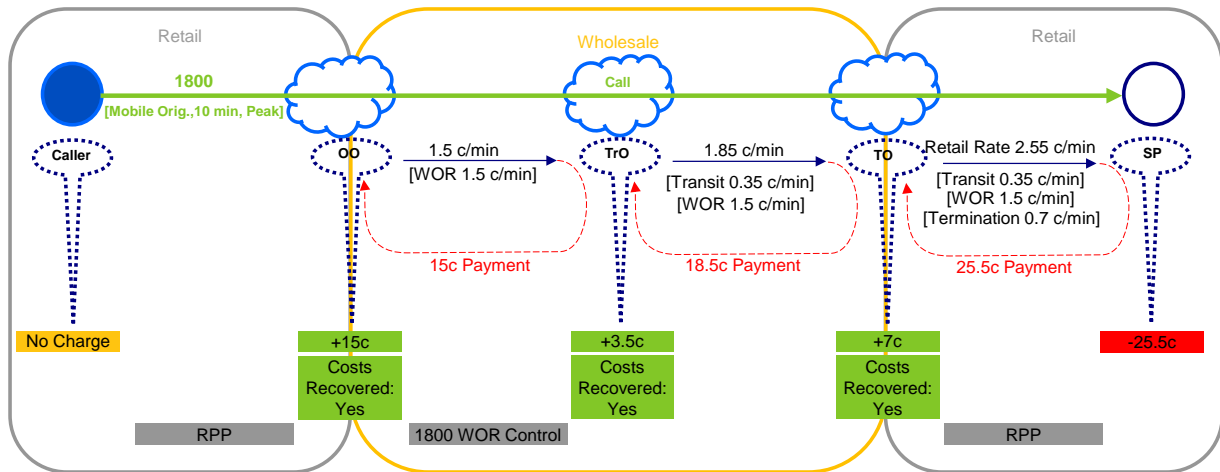 Retail
Wholesale
Retail
1800
Call
[Mobile Orig.,10 min, Peak]
Caller
OO
1.5 c/min
[WOR 1.5 c/min]
TrO
1.85 c/min
[Transit 0.35 c/min]
[WOR 1.5 c/min]
TO
Retail Rate 2.55 c/min
[Transit 0.35 c/min]
[WOR 1.5 c/min]
[Termination 0.7 c/min]
SP
15c Payment
18.5c Payment
25.5c Payment
No Charge
+15c
+3.5c
+7c
-25.5c
Costs
Recovered:
Yes
Costs
Recovered:
Yes
Costs
Recovered:
Yes
RPP
1800 WOR Control
RPP